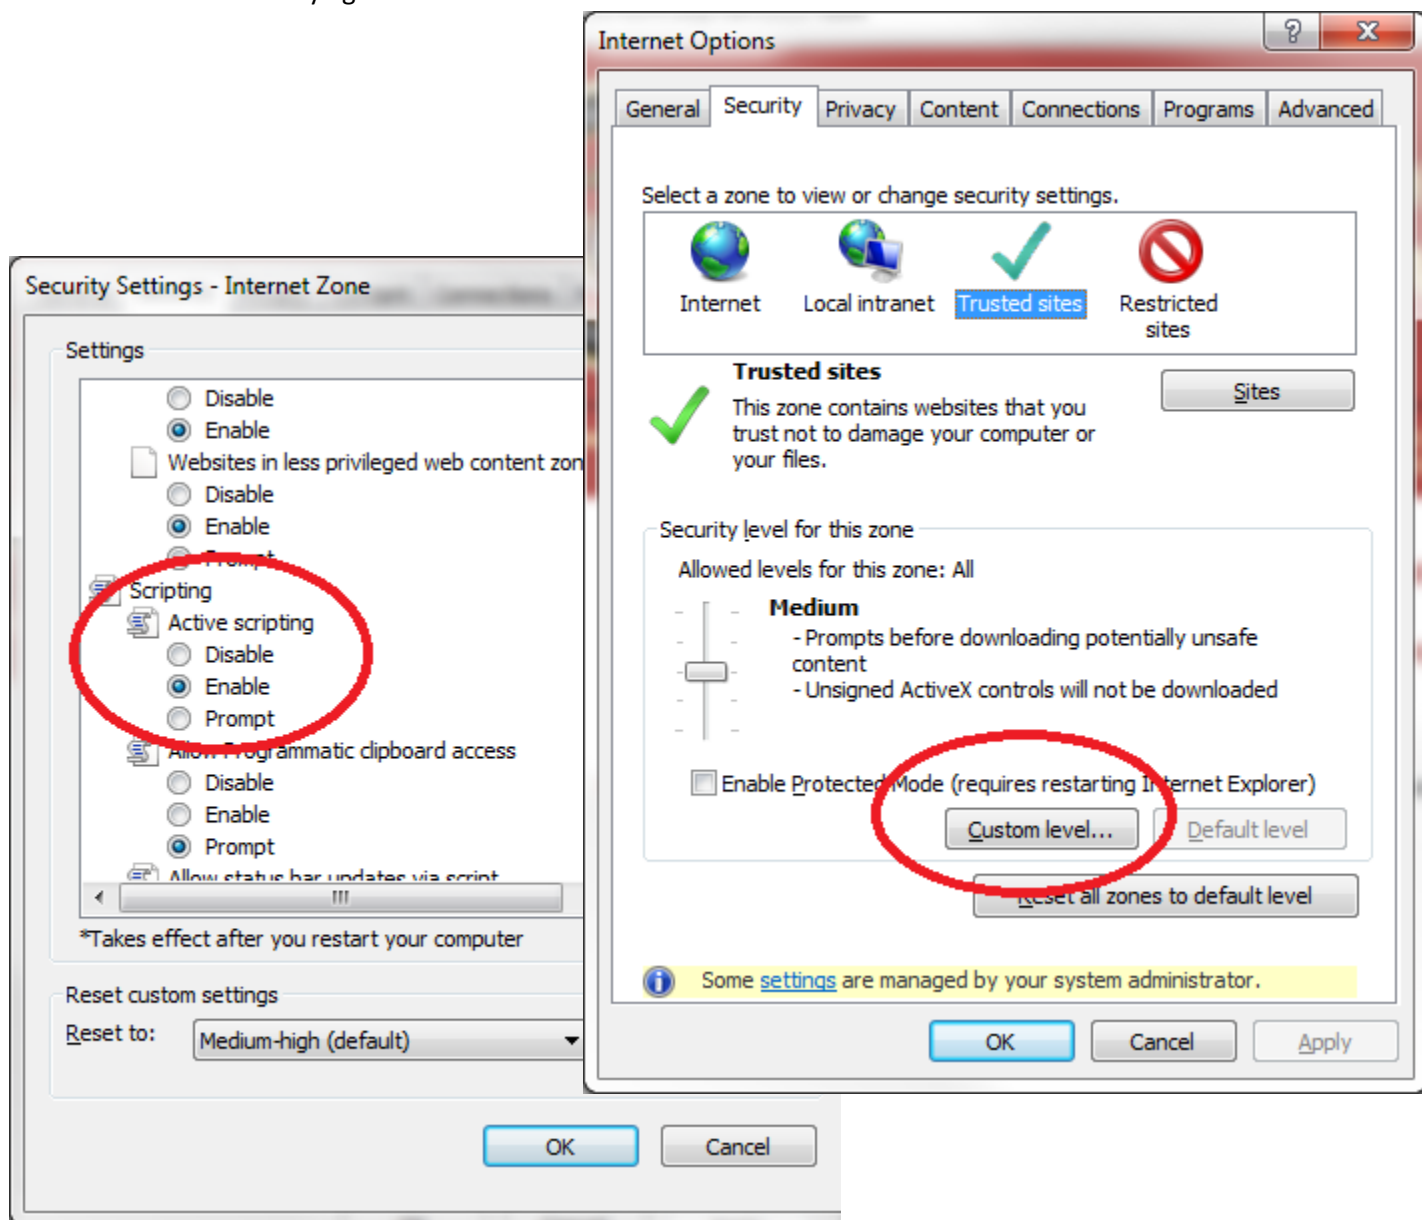 Internet Options
General Security Privacy Content Connections Programs Advanced
Select a zone to view or change security settings.
Internet Local intranet Trusted sites Restricted
sites
Trusted sites
Sites
This zone contains websites that you
trust not to damage your computer or
your files.
Security level for this zone
Allowed levels for this zone: All
Medium
- Prompts before downloading potentially unsafe
content
- Unsigned ActiveX controls will not be downloaded
Enable Protected Mode (requires restarting Internet Explorer)
Custom level... Default level
Reset all zones to default level
Some settings are managed by your system administrator.
OK Cancel Apply
Security Settings - Internet Zone
Settings
Disable
Enable
Websites in less privileged web content zon
Disable
Enable
Prompt
Scripting
Active scripting
Disable
Enable
Prompt
Allow Programmatic clipboard access
Disable
Enable
Prompt
Allow status bar updates via script
*Takes effect after you restart your computer
Reset custom settings
Reset to: Medium-high (default)
OK Cancel